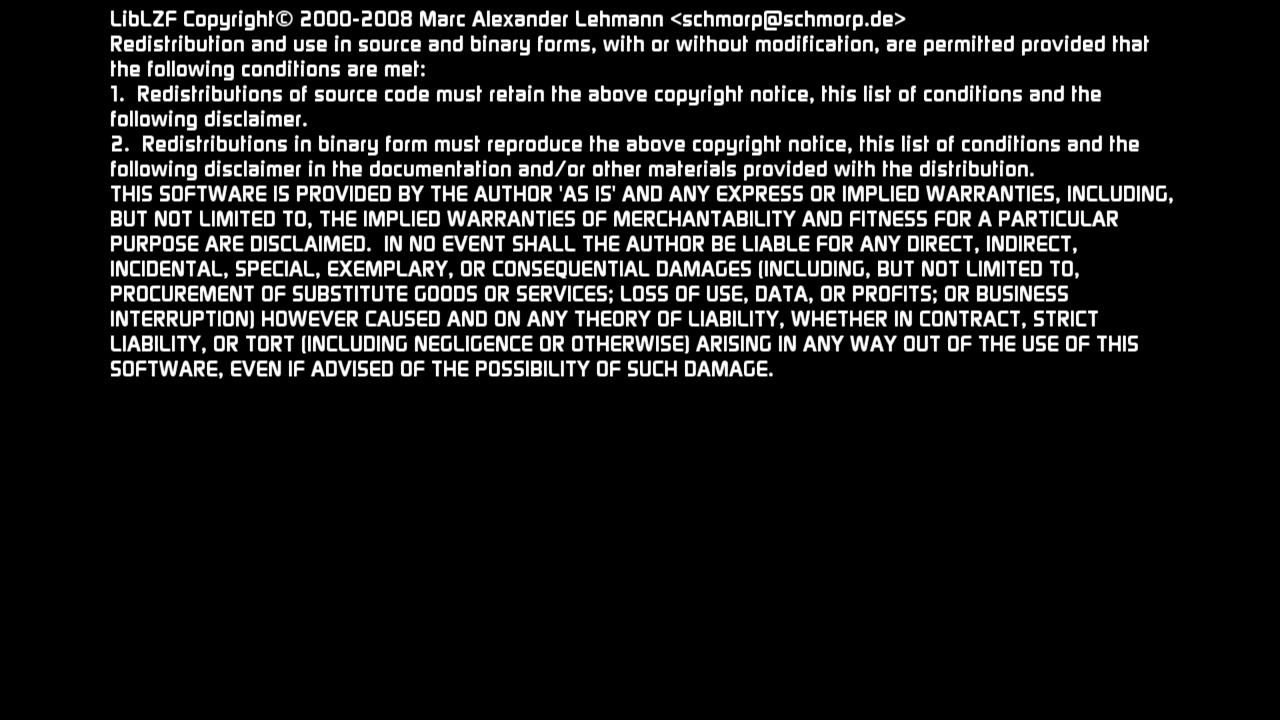 LibLZF Copyright© 2000-2008 Marc Alexander Lehmann <schmorp@schmorp.de>
Redistribution and use in source and binary forms, with or without modification, are permitted provided that
the following conditions are met:
1.  Redistributions of source code must retain the above copyright notice, this list of conditions and the
following disclaimer.
2.  Redistributions in binary form must reproduce the above copyright notice, this list of conditions and the
following disclaimer in the documentation and/or other materials provided with the distribution.
THIS SOFTWARE IS PROVIDED BY THE AUTHOR 'AS IS' AND ANY EXPRESS OR IMPLIED WARRANTIES, INCLUDING,
BUT NOT LIMITED TO, THE IMPLIED WARRANTIES OF MERCHANTABILITY AND FITNESS FOR A PARTICULAR
PURPOSE ARE DISCLAIMED.  IN NO EVENT SHALL THE AUTHOR BE LIABLE FOR ANY DIRECT, INDIRECT,
INCIDENTAL, SPECIAL, EXEMPLARY, OR CONSEQUENTIAL DAMAGES (INCLUDING, BUT NOT LIMITED TO,
PROCUREMENT OF SUBSTITUTE GOODS OR SERVICES; LOSS OF USE, DATA, OR PROFITS; OR BUSINESS
INTERRUPTION) HOWEVER CAUSED AND ON ANY THEORY OF LIABILITY, WHETHER IN CONTRACT, STRICT
LIABILITY, OR TORT (INCLUDING NEGLIGENCE OR OTHERWISE) ARISING IN ANY WAY OUT OF THE USE OF THIS
SOFTWARE, EVEN IF ADVISED OF THE POSSIBILITY OF SUCH DAMAGE.